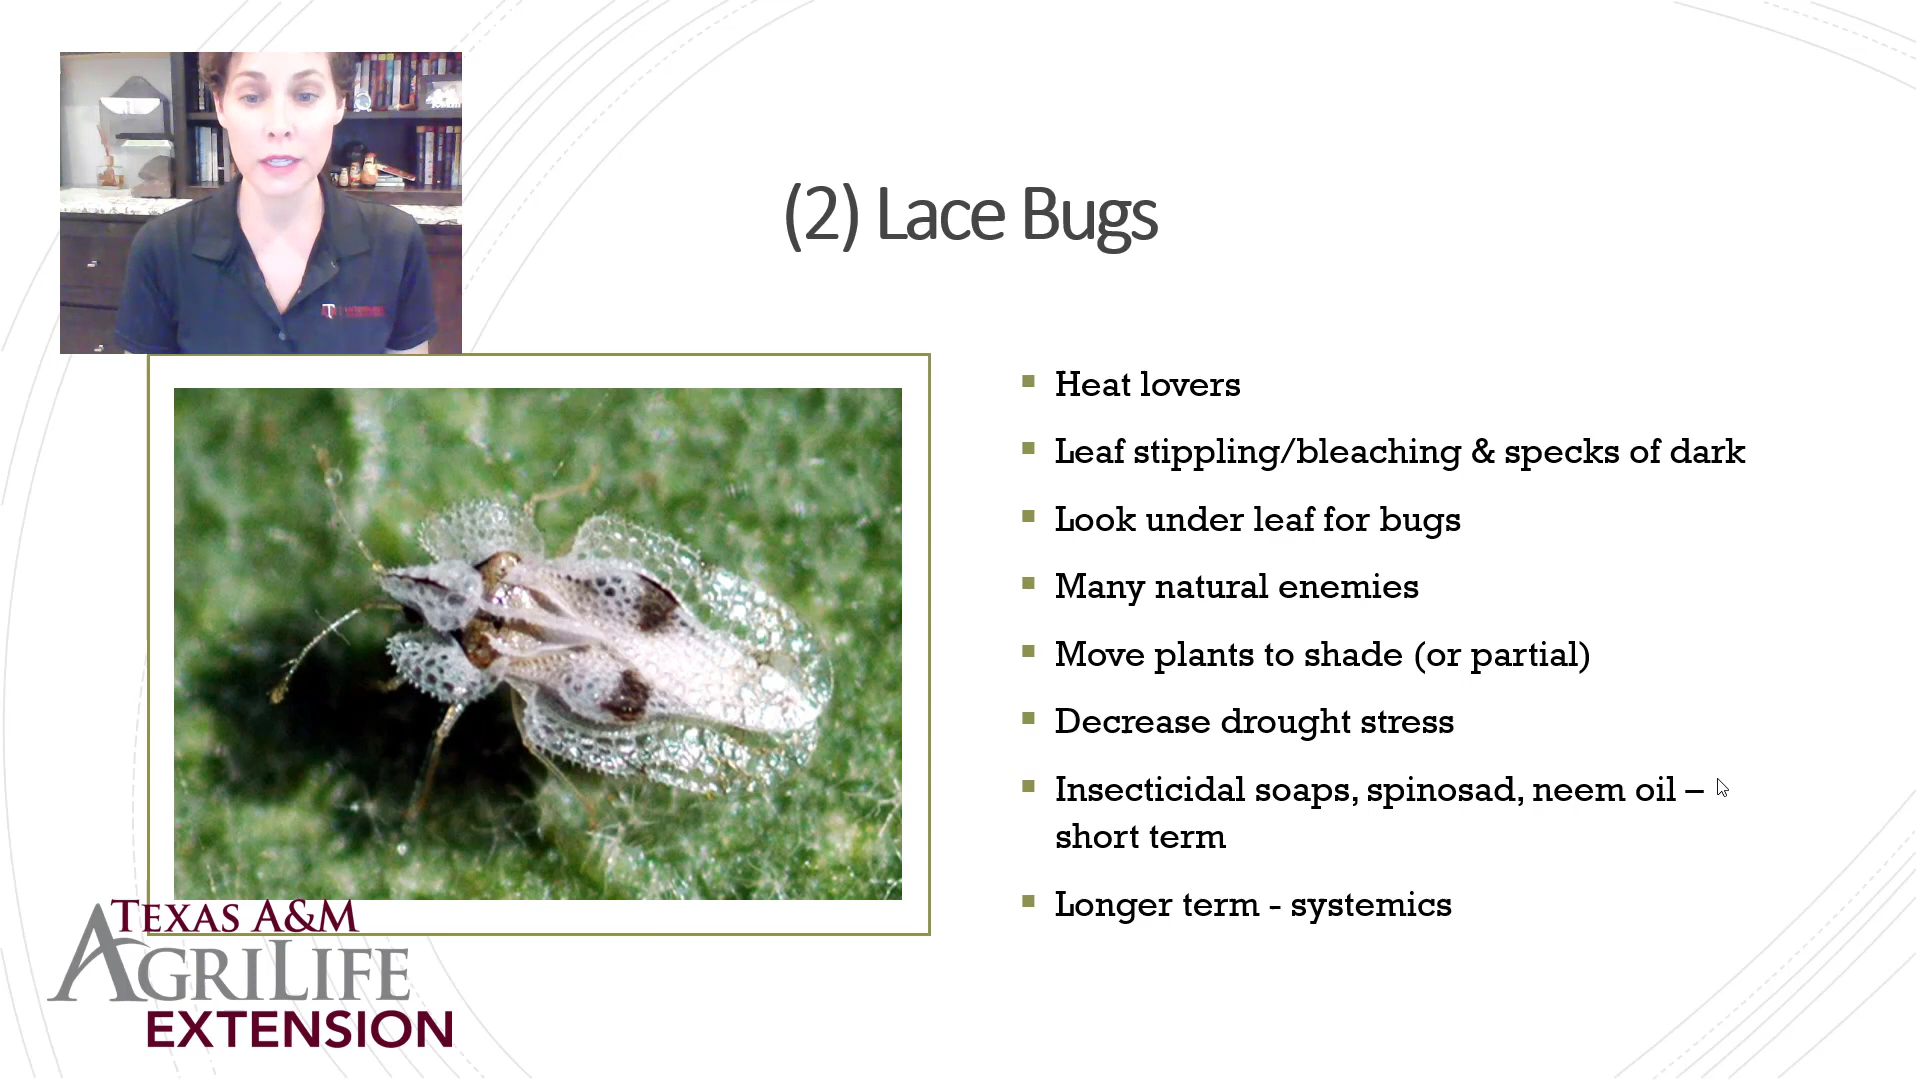 (2) Lace Bugs
Heat lovers
Leaf stippling/bleaching & specks of dark
Look under leaf for bugs
Many natural enemies
Move plants to shade (or partial)
Decrease drought stress
Insecticidal soaps, spinosad, neem oil –
short term
Longer term - systemics
TEXAS A&M
AGRILIFE
EXTENSION